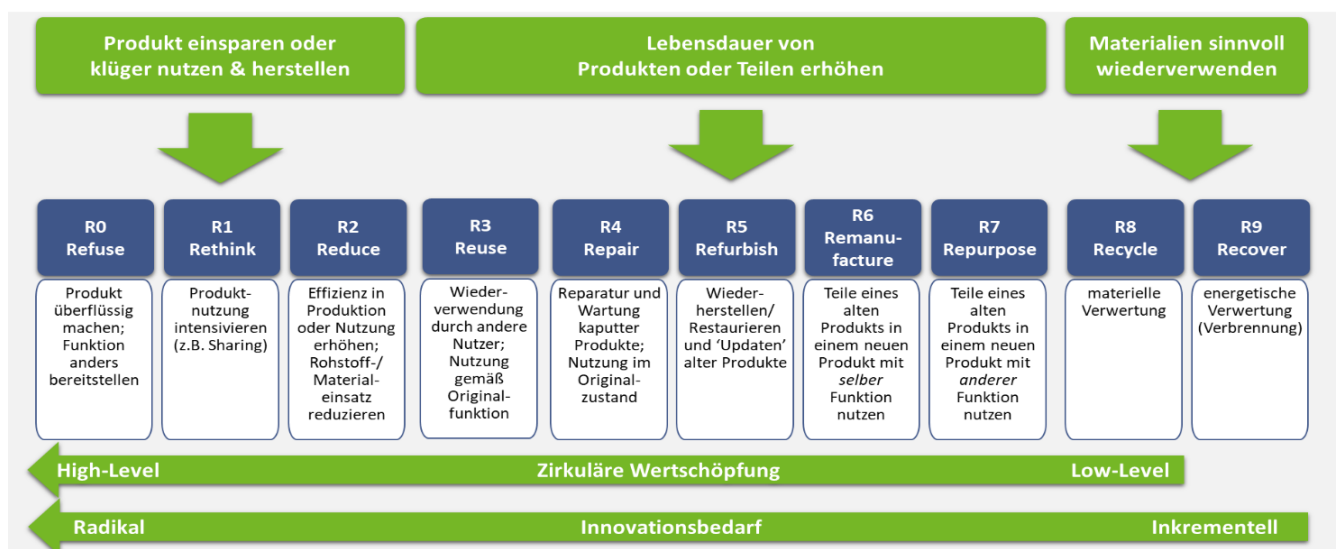 Produkt einsparen oder
klüger nutzen & herstellen
Lebensdauer von
Produkten oder Teilen erhöhen
Materialien sinnvoll
wiederverwenden
R0
Refuse
R1
Rethink
R2
Reduce
R3
Reuse
R4
Repair
R5
Refurbish
R6
Remanu-
facture
R7
Repurpose
R8
Recycle
R9
Recover
Produkt
überflüssig
machen;
Funktion
anders
bereitstellen
Produkt-
nutzung
intensivieren
(z.B. Sharing)
Effizienz in
Produktion
oder Nutzung
erhöhen;
Rohstoff-/
Material-
einsatz
reduzieren
Wieder-
verwendung
durch andere
Nutzer;
Nutzung
gemäß
Original-
funktion
Reparatur und
Wartung
kaputter
Produkte;
Nutzung im
Original-
zustand
Wieder-
herstellen/
Restaurieren
und ‘Updaten’
alter Produkte
Teile eines
alten
Produkts in
einem neuen
Produkt mit
selber
Funktion
nutzen
Teile eines
alten
Produkts in
einem neuen
Produkt mit
anderer
Funktion
nutzen
materielle
Verwertung
energetische
Verwertung
(Verbrennung)
High-Level Zirkuläre Wertschöpfung Low-Level
Radikal Innovationsbedarf Inkrementell